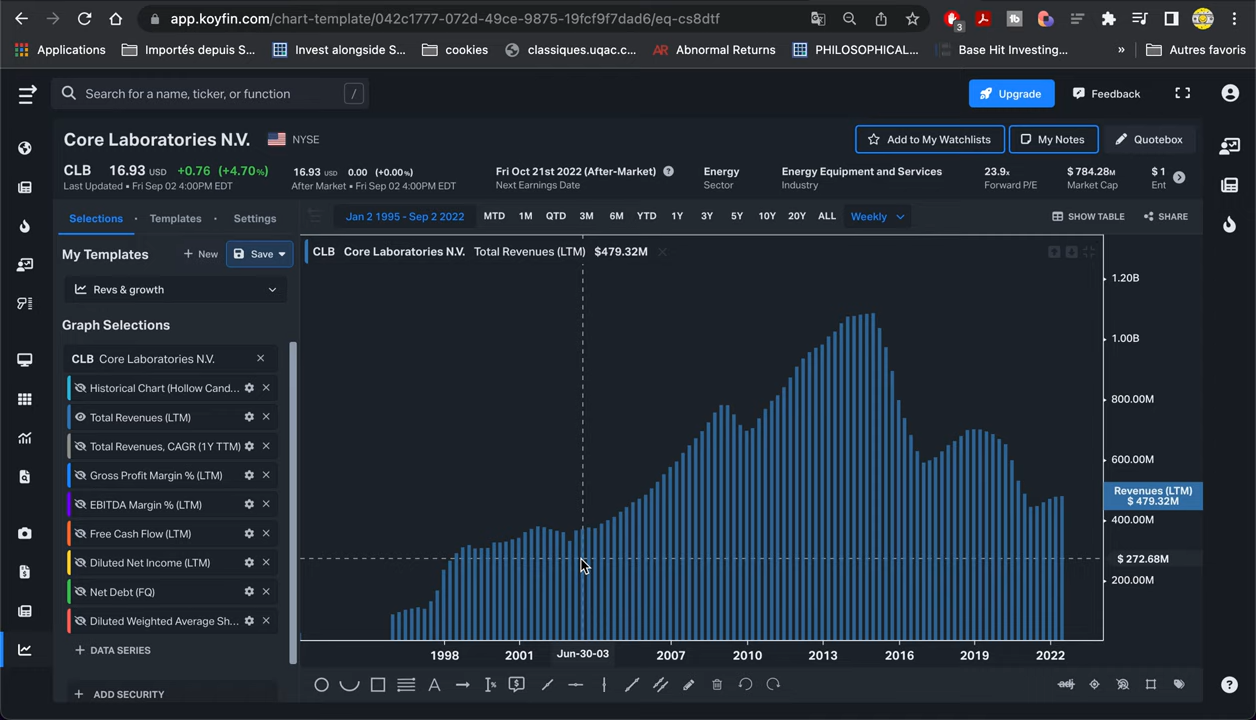 app.koyfin.com/chart-template/042c1777-072d-49ce-9875-19fcf9f7dad6/eq-cs8dtf
3
Applications
Importés depuis S...
Invest alongside S...
cookies
classiques.uqac.c...
AR Abnormal Returns
PHILOSOPHICAL...
Base Hit Investing...
»
Autres favoris
Search for a name, ticker, or function
/
Upgrade
Feedback
Core Laboratories N.V.
NYSE
Add to My Watchlists
My Notes
Quotebox
CLB 16.93 USD +0.76 (+4.70%)
Last Updated • Fri Sep 02 4:00PM EDT
16.93 USD 0.00 (+0.00%)
After Market • Fri Sep 02 4:00PM EDT
Fri Oct 21st 2022 (After-Market)
Next Earnings Date
Energy
Sector
Energy Equipment and Services
Industry
23.9x
Forward P/E
$ 784.28M
Market Cap
$ 1
Ent
Selections • Templates • Settings
Jan 2 1995 - Sep 2 2022
MTD 1M QTD 3M 6M YTD 1Y 3Y 5Y 10Y 20Y ALL
Weekly
SHOW TABLE
SHARE
My Templates
+ New
Save
Revs & growth
Graph Selections
CLB Core Laboratories N.V.
Historical Chart (Hollow Cand...
Total Revenues (LTM)
Total Revenues, CAGR (1Y TTM)
Gross Profit Margin % (LTM)
EBITDA Margin % (LTM)
Free Cash Flow (LTM)
Diluted Net Income (LTM)
Net Debt (FQ)
Diluted Weighted Average Sh...
+ DATA SERIES
+ ADD SECURITY
CLB Core Laboratories N.V. Total Revenues (LTM) $479.32M
1.20B
1.00B
800.00M
600.00M
Revenues (LTM)
$ 479.32M
400.00M
$ 272.68M
200.00M
1998 2001 Jun-30-03 2007 2010 2013 2016 2019 2022
A
adj